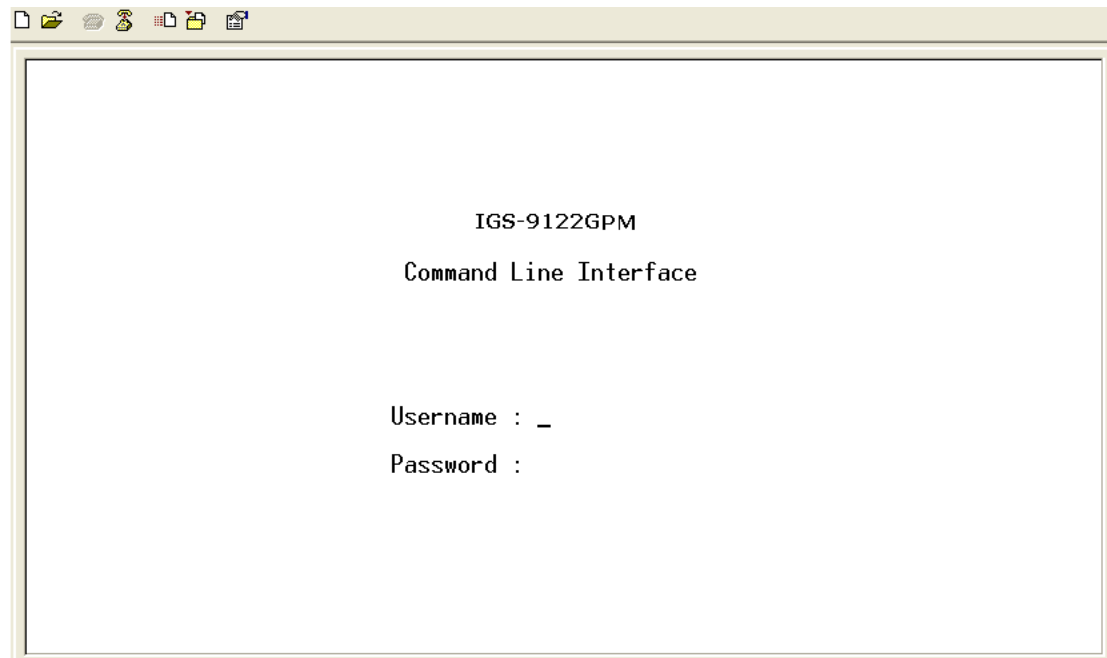 IGS-9122GPM
Command Line Interface
Username : _
Password :